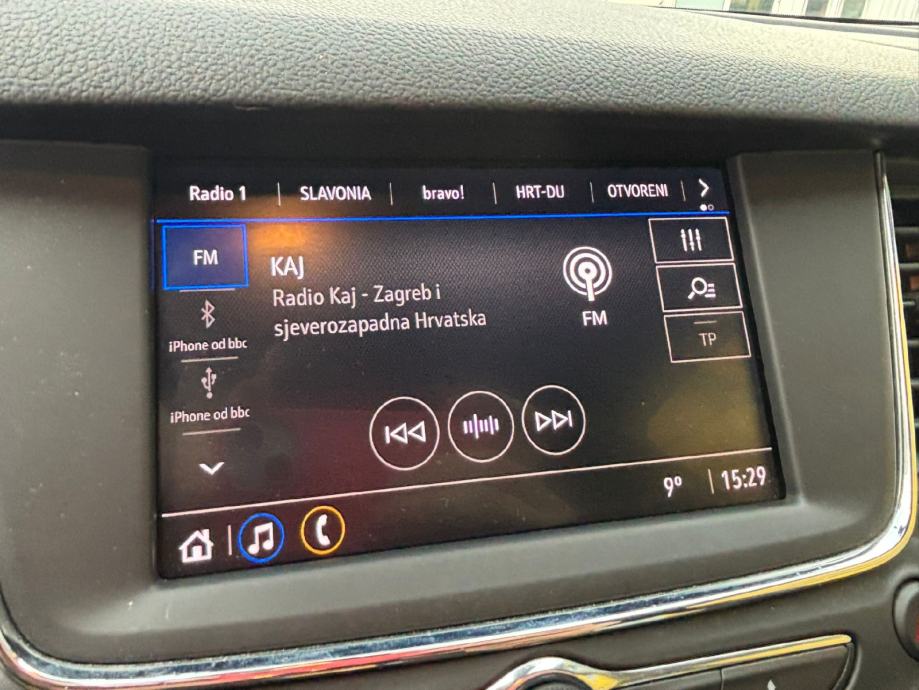 Radio 1 SLAVONIA bravo! HRT-DU OTVORENI
FM
KAJ
Radio Kaj - Zagreb i
sjeverozapadna Hrvatska
FM
TP
iPhone od bbc
iPhone od bbc
9° 15:29